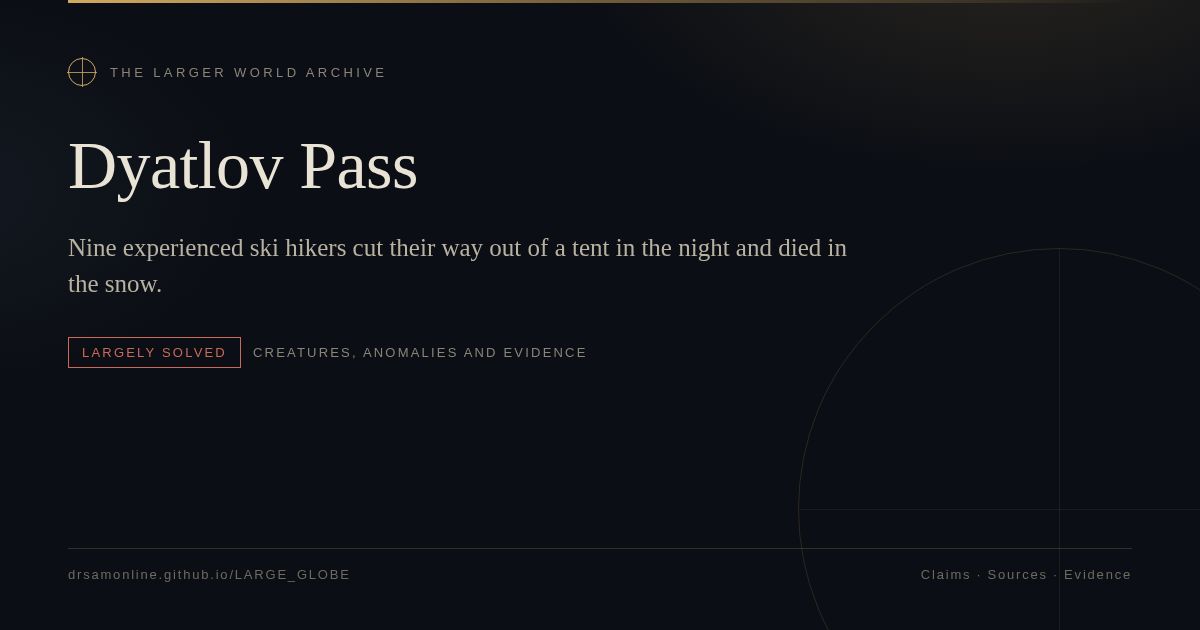 THE LARGER WORLD ARCHIVE
Dyatlov Pass
Nine experienced ski hikers cut their way out of a tent in the night and died in
the snow.
LARGELY SOLVED CREATURES, ANOMALIES AND EVIDENCE
drsamonline.github.io/LARGE_GLOBE Claims · Sources · Evidence